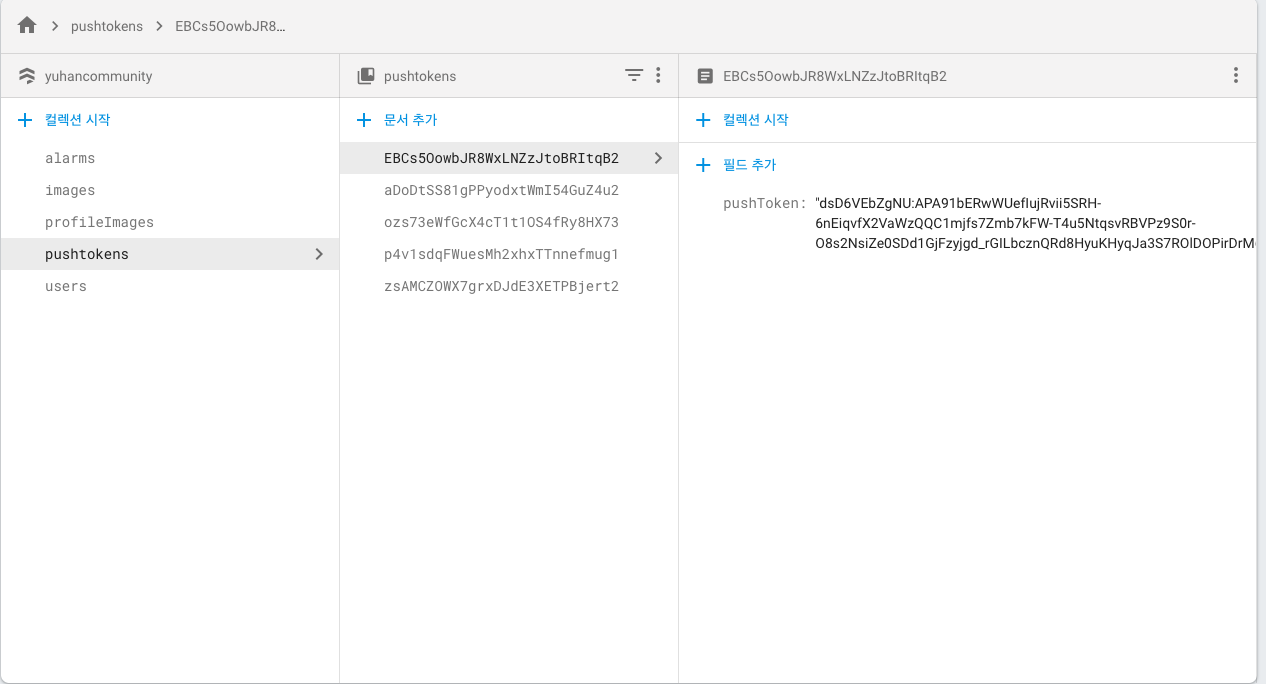 pushtokens
EBCs5OowbJR8…
yuhancommunity
컬렉션 시작
alarms
images
profileImages
pushtokens
users
pushtokens
문서 추가
EBCs5OowbJR8WxLNZzJtoBRItqB2
aDoDtSS81gPPyodxtWmI54GuZ4u2
ozs73eWfGcX4cT1t1OS4fRy8HX73
p4v1sdqFWuesMh2xhxTTnnefmug1
zsAMCZOWX7grxDJdE3XETPBjert2
EBCs5OowbJR8WxLNZzJtoBRItqB2
컬렉션 시작
필드 추가
pushToken: "dsD6VEbZgNU:APA91bERwWUefIujRvii5SRH-
6nEiqvfX2VaWzQQC1mjfs7Zmb7kFW-T4u5NtqsvRBVPz9S0r-
O8s2NsiZe0SDd1GjFzyjgd_rGILbcznQRd8HyuKHyqJa3S7ROlDOPirDrM